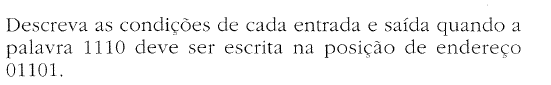 Descreva as condições de cada entrada e saída quando a
palavra 1110 deve ser escrita na posição de endereço
01101.